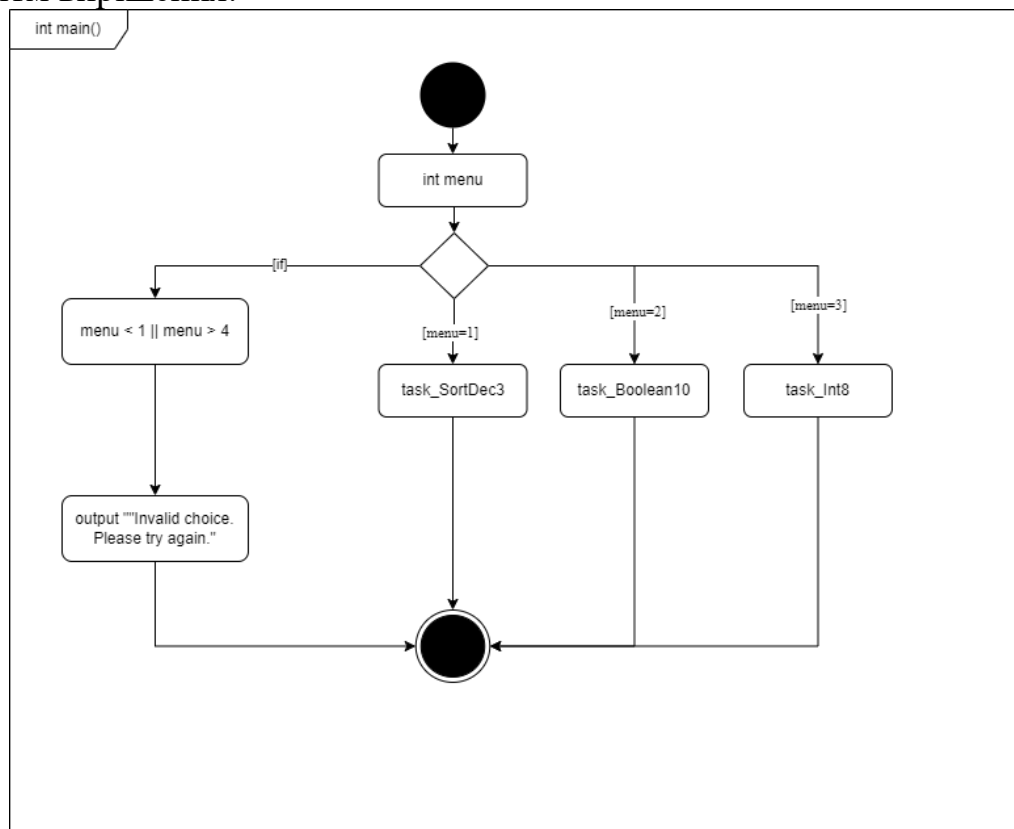 int main()
int menu
[if]
menu < 1 || menu > 4
[menu=1]
[menu=2]
[menu=3]
task_SortDec3
task_Boolean10
task_Int8
output ""Invalid choice.
Please try again."